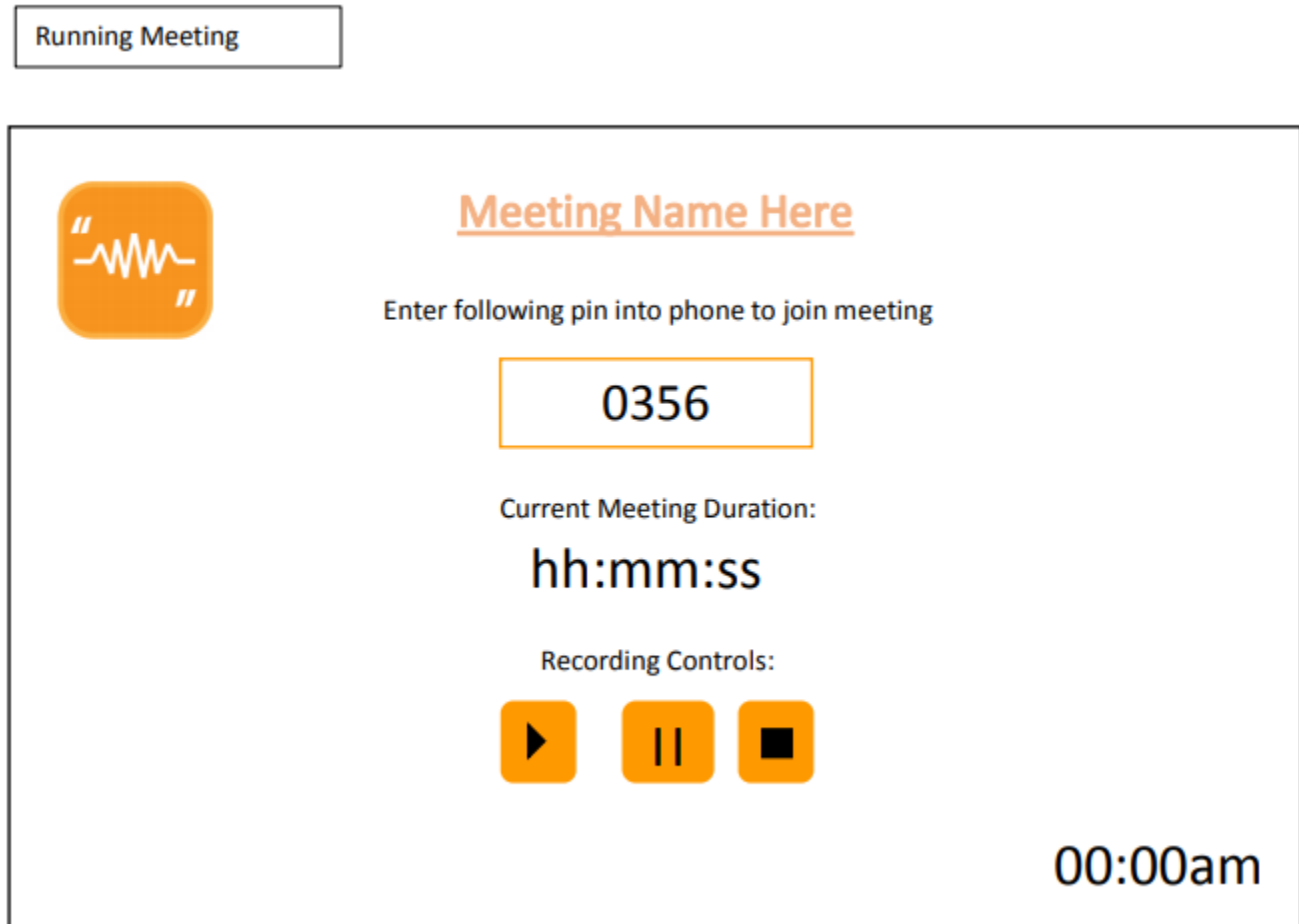 Running Meeting
Meeting Name Here
Enter following pin into phone to join meeting
0356
Current Meeting Duration:
hh:mm:ss
Recording Controls:
00:00am